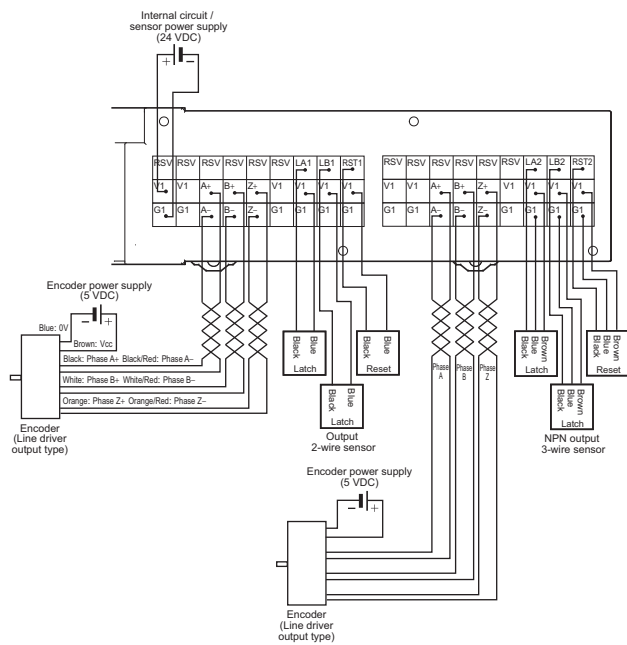 Internal circuit /
sensor power supply
(24 VDC)
+ −
RSV RSV RSV RSV RSV RSV LA1 LB1 RST1
V1 V1 A+ B+ Z+ V1 V1 V1 V1
G1 G1 A− B− Z− G1 G1 G1 G1
RSV RSV RSV RSV RSV RSV LA2 LB2 RST2
V1 V1 A+ B+ Z+ V1 V1 V1 V1
G1 G1 A− B− Z− G1 G1 G1 G1
Encoder power supply
(5 VDC)
− +
Blue: 0V
Brown: Vcc
Black: Phase A+ Black/Red: Phase A−
White: Phase B+ White/Red: Phase B−
Orange: Phase Z+ Orange/Red: Phase Z−
Encoder
(Line driver
output type)
Black
Blue
Latch
Black
Blue
Latch
Black
Blue
Reset
Output
2-wire sensor
Phase
A
Phase
B
Phase
Z
Black
Blue
Brown
Latch
Black
Blue
Brown
Latch
Black
Blue
Brown
Reset
NPN output
3-wire sensor
Encoder power supply
(5 VDC)
− +
Encoder
(Line driver
output type)